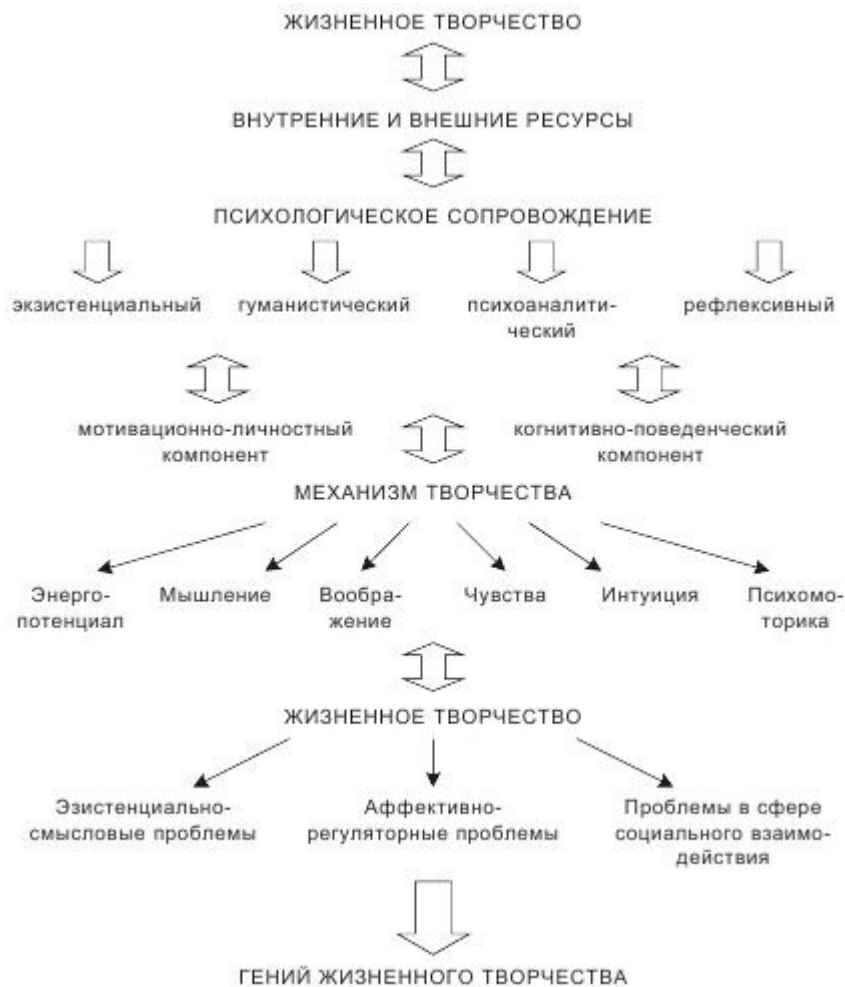 ЖИЗНЕННОЕ ТВОРЧЕСТВО
ВНУТРЕННИЕ И ВНЕШНИЕ РЕСУРСЫ
ПСИХОЛОГИЧЕСКОЕ СОПРОВОЖДЕНИЕ
экзистенциальный гуманистический психоаналити- рефлексивный
ческий
мотивационно-личностный когнитивно-поведенческий
компонент компонент
МЕХАНИЗМ ТВОРЧЕСТВА
Энерго- Мышление Вообра- Чувства Интуиция Психомо-
потенциал жение торика
ЖИЗНЕННОЕ ТВОРЧЕСТВО
Эзистенциально- Аффективно- Проблемы в сфере
смысловые проблемы регуляторные проблемы социального взаимо-
действия
ГЕНИЙ ЖИЗНЕННОГО ТВОРЧЕСТВА